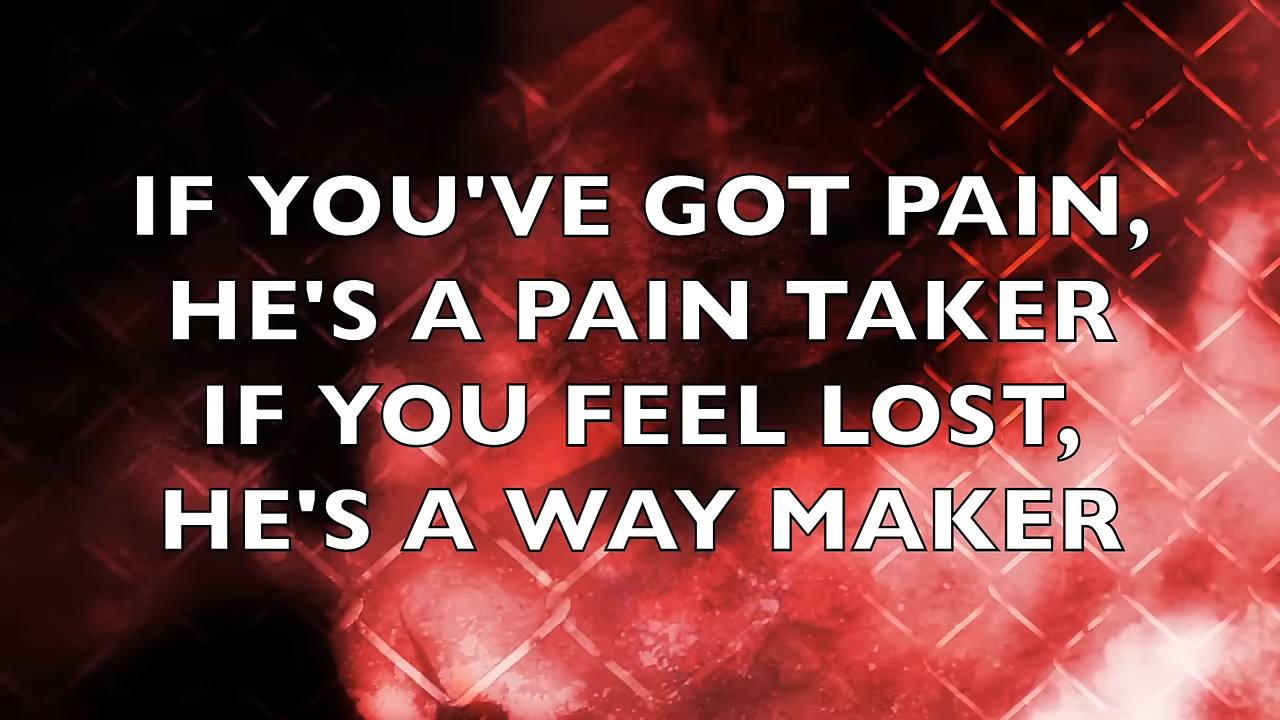 IF YOU'VE GOT PAIN,
HE'S A PAIN TAKER
IF YOU FEEL LOST,
HE'S A WAY MAKER